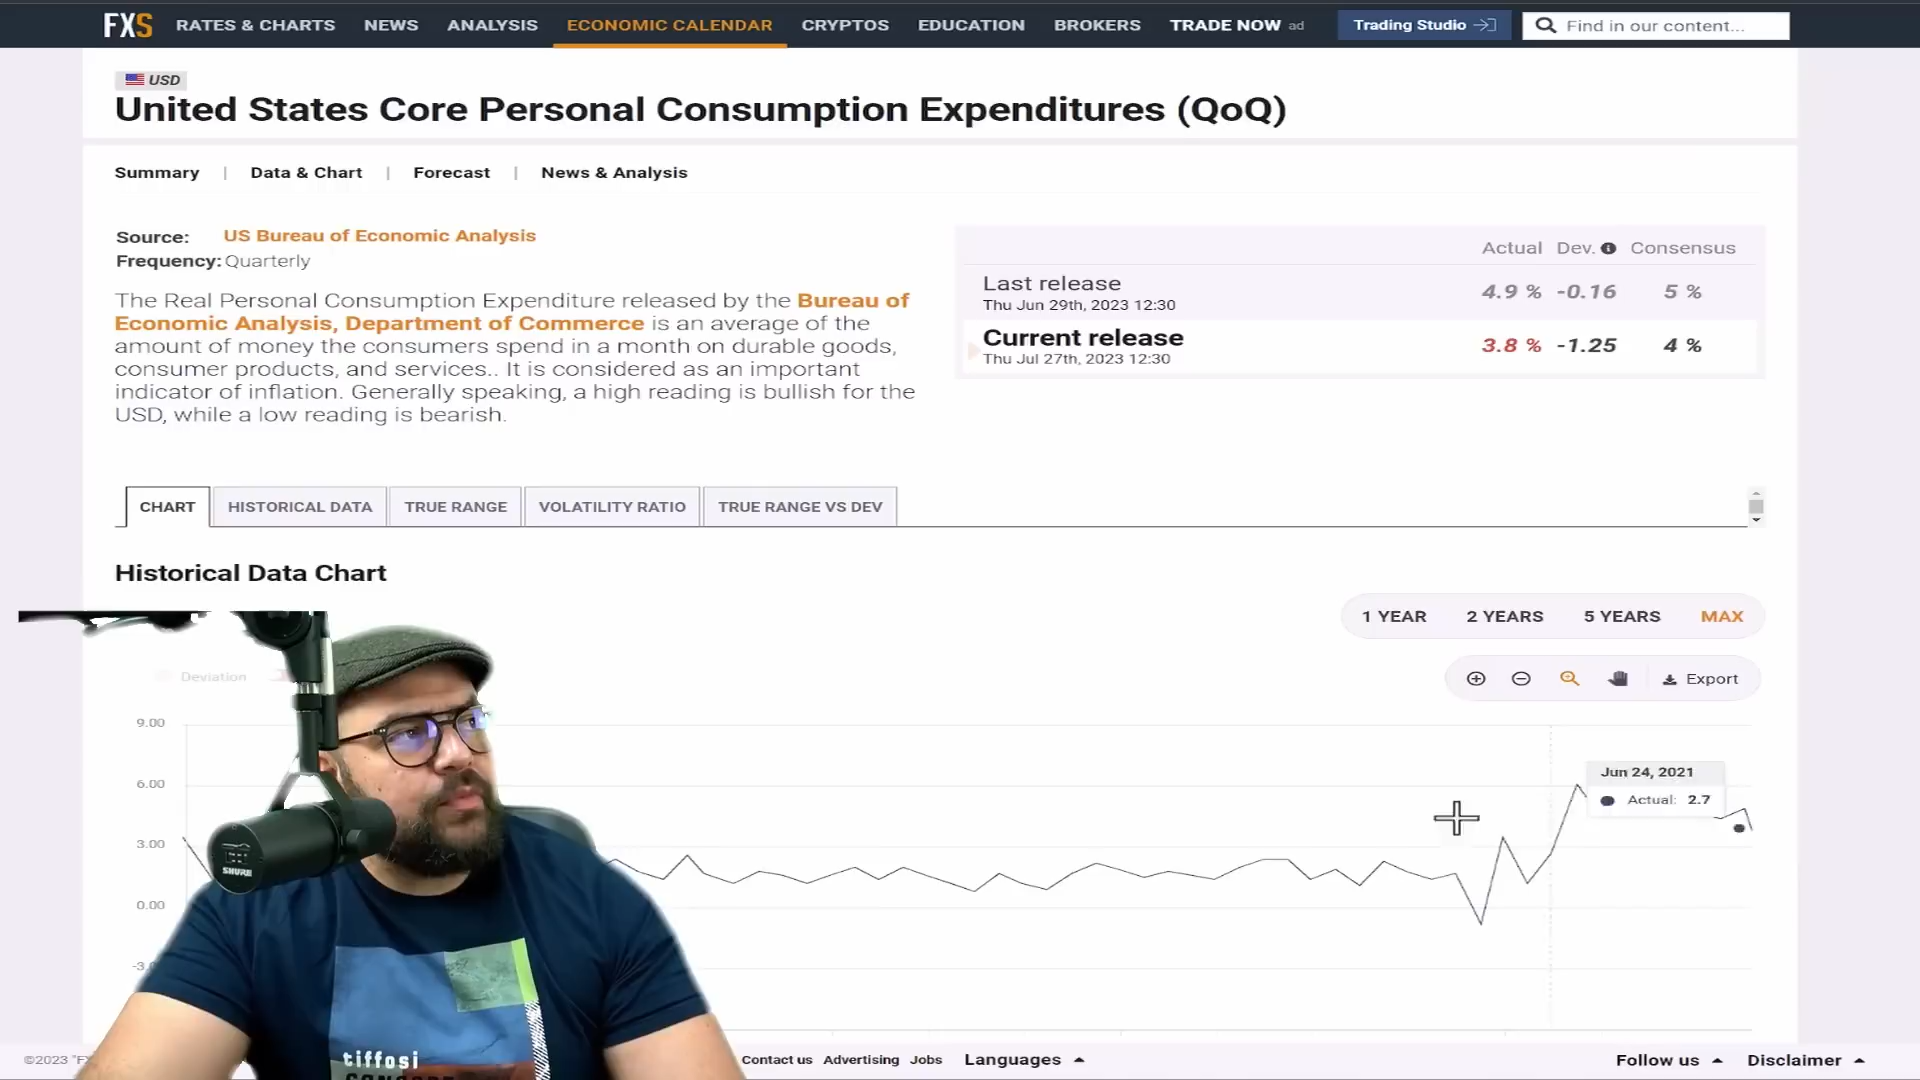 FXS RATES & CHARTS NEWS ANALYSIS ECONOMIC CALENDAR CRYPTOS EDUCATION BROKERS TRADE NOW ad Trading Studio Find in our content...
USD
United States Core Personal Consumption Expenditures (QoQ)
Summary | Data & Chart | Forecast | News & Analysis
Source: US Bureau of Economic Analysis
Frequency: Quarterly
The Real Personal Consumption Expenditure released by the Bureau of
Economic Analysis, Department of Commerce is an average of the
amount of money the consumers spend in a month on durable goods,
consumer products, and services.. It is considered as an important
indicator of inflation. Generally speaking, a high reading is bullish for the
USD, while a low reading is bearish.
Actual Dev. Consensus
Last release 4.9 % -0.16 5 %
Thu Jun 29th, 2023 12:30
Current release 3.8 % -1.25 4 %
Thu Jul 27th, 2023 12:30
CHART HISTORICAL DATA TRUE RANGE VOLATILITY RATIO TRUE RANGE VS DEV
Historical Data Chart
1 YEAR 2 YEARS 5 YEARS MAX
Deviation
Export
9.00
6.00
3.00
0.00
Jun 24, 2021
Actual: 2.7
SHURE
tiffosi
©2023 Contact us Advertising Jobs Languages Follow us Disclaimer